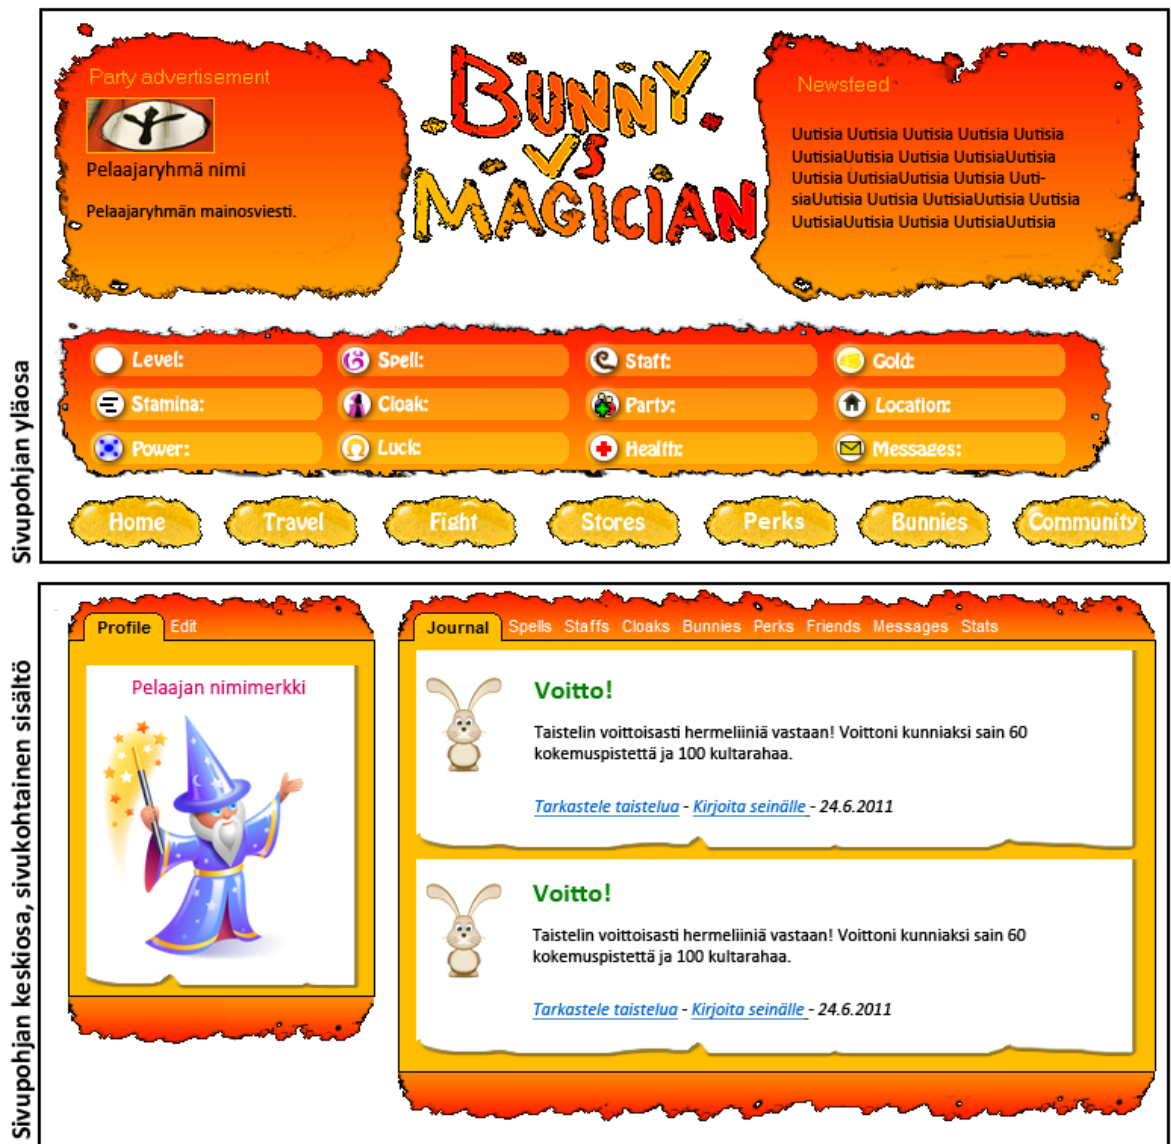 Sivupohjan yläosa
Party advertisement
Pelaajaryhmä nimi
Pelaajaryhmän mainosviesti.
BUNNY
VS
MAGICIAN
Newsfeed
Uutisia Uutisia Uutisia Uutisia Uutisia
UutisiaUutisia Uutisia UutisiaUutisia
Uutisia UutisiaUutisia Uutisia Uuti-
siaUutisia Uutisia UutisiaUutisia Uutisia
UutisiaUutisia Uutisia UutisiaUutisia
Level: Spell: Staff: Gold:
Stamina: Cloak: Party: Location:
Power: Luck: Health: Messages:
Home Travel Fight Stores Perks Bunnies Community
Sivupohjan keskiosa, sivukohtainen sisältö
Profile Edit
Pelaajan nimimerkki
Journal Spells Staffs Cloaks Bunnies Perks Friends Messages Stats
Voitto!
Taistelin voittoisasti hermeliiniä vastaan! Voittoni kunniaksi sain 60
kokemuspistettä ja 100 kultarahaa.
Tarkastele taistelua - Kirjoita seinälle - 24.6.2011
Voitto!
Taistelin voittoisasti hermeliiniä vastaan! Voittoni kunniaksi sain 60
kokemuspistettä ja 100 kultarahaa.
Tarkastele taistelua - Kirjoita seinälle - 24.6.2011